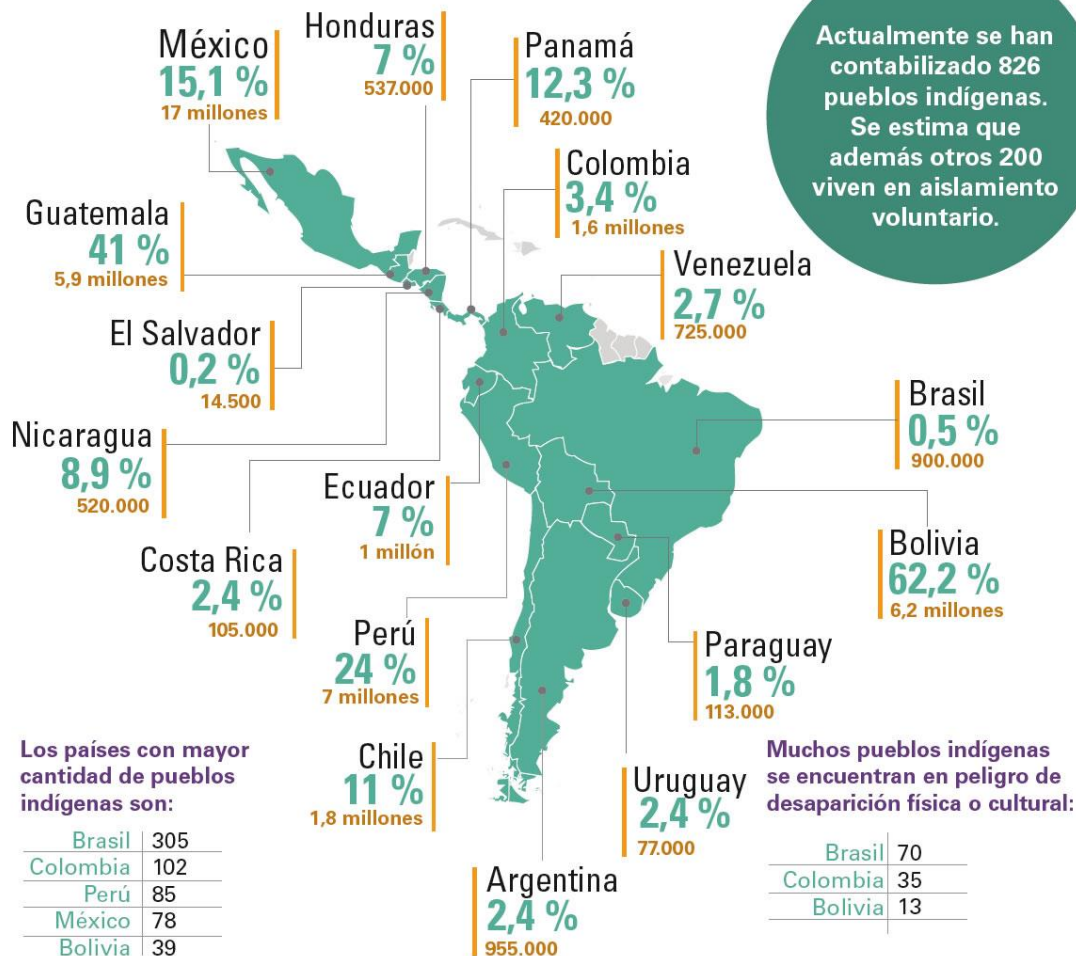 México
15,1 %
17 millones
Honduras
7 %
537.000
Panamá
12,3 %
420.000
Actualmente se han
contabilizado 826
pueblos indígenas.
Se estima que
además otros 200
viven en aislamiento
voluntario.
Guatemala
41 %
5,9 millones
Colombia
3,4 %
1,6 millones
Venezuela
2,7 %
725.000
El Salvador
0,2 %
14.500
Brasil
0,5 %
900.000
Nicaragua
8,9 %
520.000
Ecuador
7 %
1 millón
Costa Rica
2,4 %
105.000
Bolivia
62,2 %
6,2 millones
Perú
24 %
7 millones
Paraguay
1,8 %
113.000
Chile
11 %
1,8 millones
Uruguay
2,4 %
77.000
Argentina
2,4 %
955.000
Los países con mayor
cantidad de pueblos
indígenas son:
Brasil 305
Colombia 102
Perú 85
México 78
Bolivia 39
Muchos pueblos indígenas
se encuentran en peligro de
desaparición física o cultural:
Brasil 70
Colombia 35
Bolivia 13